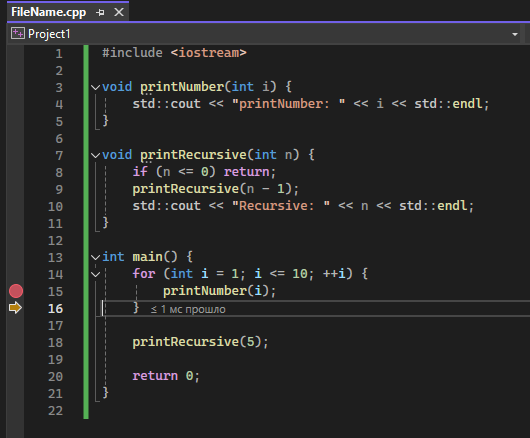 FileName.cpp
Project1
1 #include <iostream>
2
3 void printNumber(int i) {
4 std::cout << "printNumber: " << i << std::endl;
5 }
6
7 void printRecursive(int n) {
8 if (n <= 0) return;
9 printRecursive(n - 1);
10 std::cout << "Recursive: " << n << std::endl;
11 }
12
13 int main() {
14 for (int i = 1; i <= 10; ++i) {
15 printNumber(i);
16 } ≤ 1 мс прошло
17
18 printRecursive(5);
19
20 return 0;
21 }
22